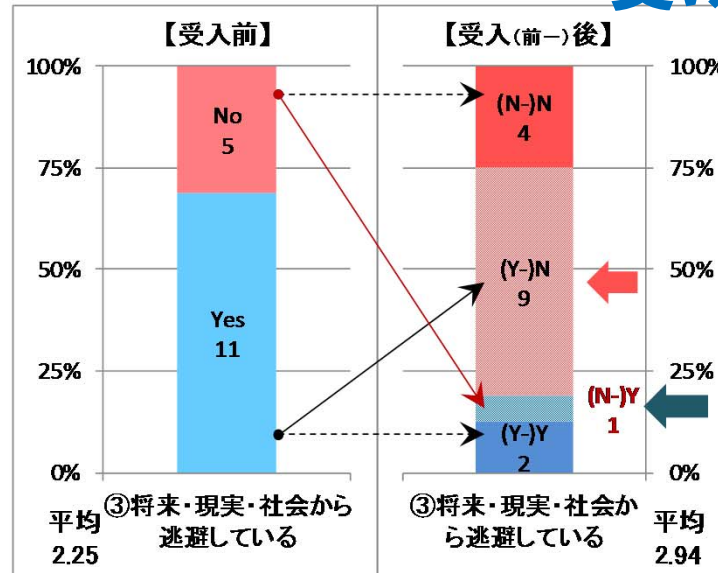 【受入前】
【受入(前ー)後】
100%
75%
50%
25%
0%
No
5
Yes
11
(N-)N
4
(Y-)N
9
(N-)Y
1
(Y-)Y
2
100%
75%
50%
25%
0%
平均
2.25
③将来・現実・社会から
逃避している
③将来・現実・社会か
ら逃避している
平均
2.94